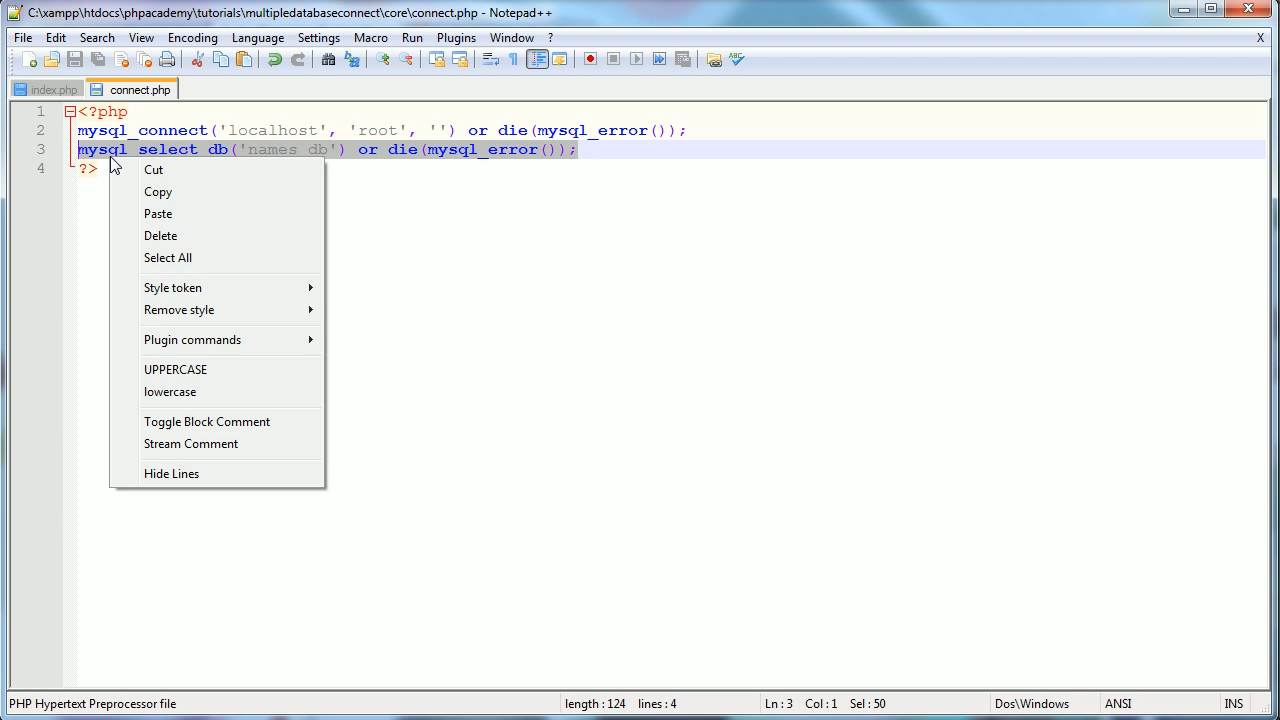 C:\xampp\htdocs\phpacademy\tutorials\multipledatabaseconnect\core\connect.php - Notepad++
File Edit Search View Encoding Language Settings Macro Run Plugins Window ? X
index.php connect.php
1 <?php
2 mysql_connect('localhost', 'root', '') or die(mysql_error());
3 mysql_select_db('names_db') or die(mysql_error());
4 ?>
Cut
Copy
Paste
Delete
Select All
Style token
Remove style
Plugin commands
UPPERCASE
lowercase
Toggle Block Comment
Stream Comment
Hide Lines
PHP Hypertext Preprocessor file length : 124 lines : 4 Ln : 3 Col : 1 Sel : 50 Dos\Windows ANSI INS